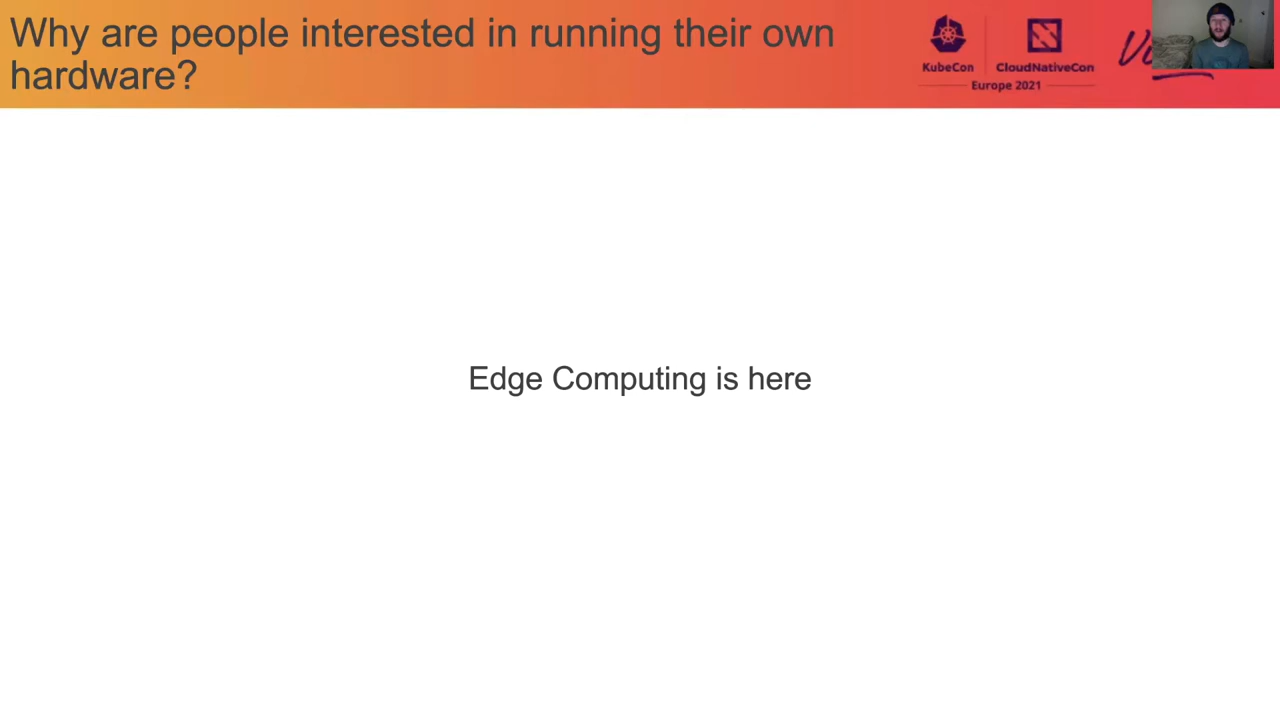 Why are people interested in running their own
hardware?
KubeCon
CloudNativeCon
Europe 2021
Edge Computing is here